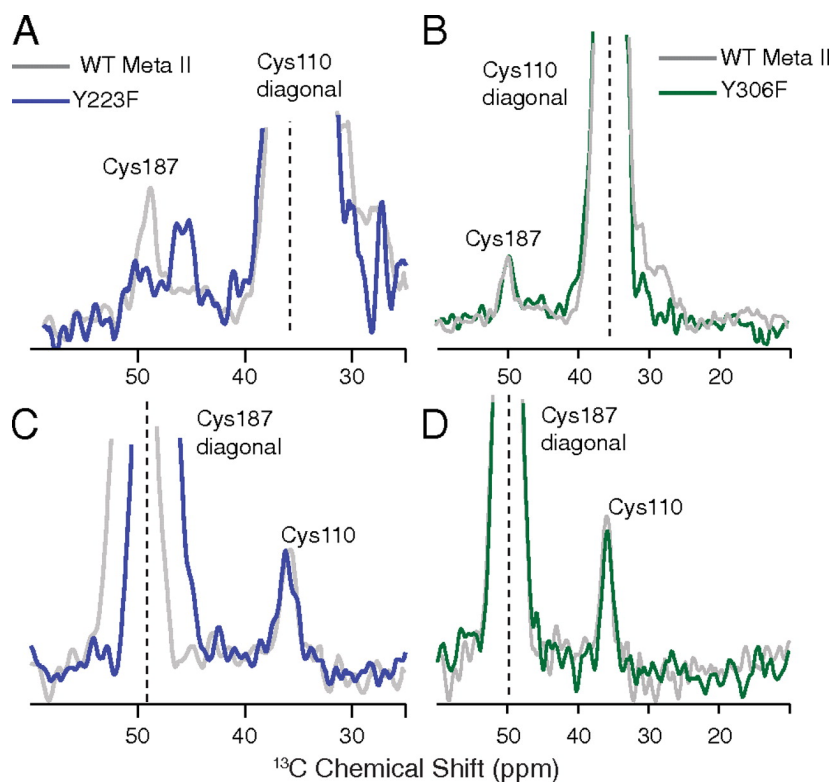 A
WT Meta II
Y223F
Cys110
diagonal
Cys187
50
40
30
B
Cys110
diagonal
WT Meta II
Y306F
Cys187
50
40
30
20
C
Cys187
diagonal
Cys110
50
40
30
D
Cys187
diagonal
Cys110
50
40
30
20
¹³C Chemical Shift (ppm)